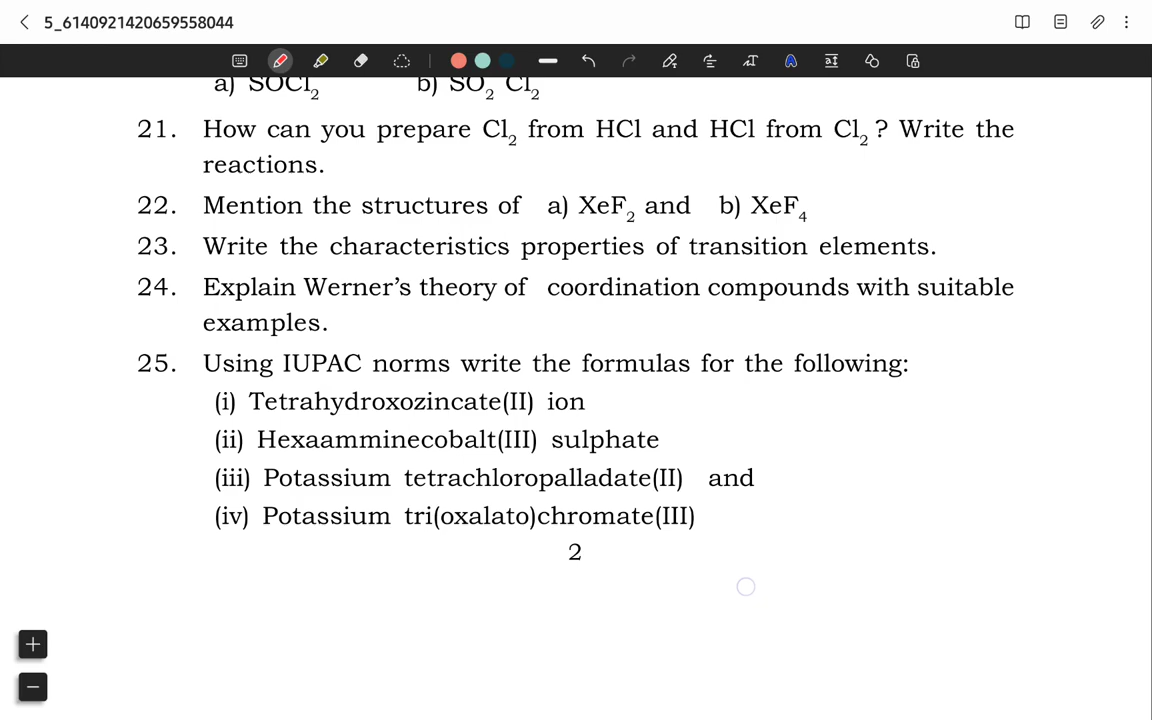 5_6140921420659558044
a) SOCl2 b) SO2 Cl2
21. How can you prepare Cl2 from HCl and HCl from Cl2 ? Write the
reactions.
22. Mention the structures of a) XeF2 and b) XeF4
23. Write the characteristics properties of transition elements.
24. Explain Werner’s theory of coordination compounds with suitable
examples.
25. Using IUPAC norms write the formulas for the following:
(i) Tetrahydroxozincate(II) ion
(ii) Hexaamminecobalt(III) sulphate
(iii) Potassium tetrachloropalladate(II) and
(iv) Potassium tri(oxalato)chromate(III)
2